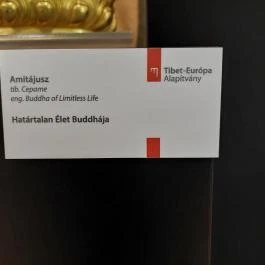 Amitájusz
tib. Cepame
eng. Buddha of Limitless Life
Határtalan Élet Buddhája
Tibet-Európa
Alapítvány